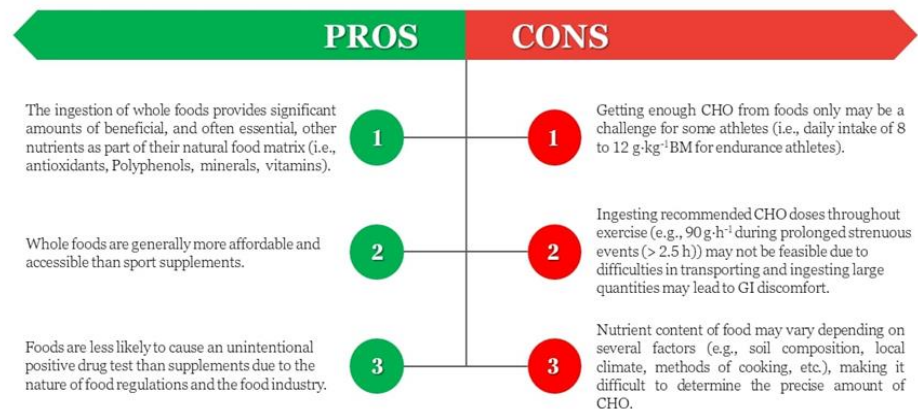 PROS
CONS
The ingestion of whole foods provides significant
amounts of beneficial, and often essential, other
nutrients as part of their natural food matrix (i.e.,
antioxidants, Polyphenols, minerals, vitamins).
1
1
Getting enough CHO from foods only may be a
challenge for some athletes (i.e., daily intake of 8
to 12 g·kg⁻¹ BM for endurance athletes).
Whole foods are generally more affordable and
accessible than sport supplements.
2
2
Ingesting recommended CHO doses throughout
exercise (e.g., 90 g·h⁻¹ during prolonged strenuous
events (> 2.5 h)) may not be feasible due to
difficulties in transporting and ingesting large
quantities may lead to GI discomfort.
Foods are less likely to cause an unintentional
positive drug test than supplements due to the
nature of food regulations and the food industry.
3
3
Nutrient content of food may vary depending on
several factors (e.g., soil composition, local
climate, methods of cooking, etc.), making it
difficult to determine the precise amount of
CHO.